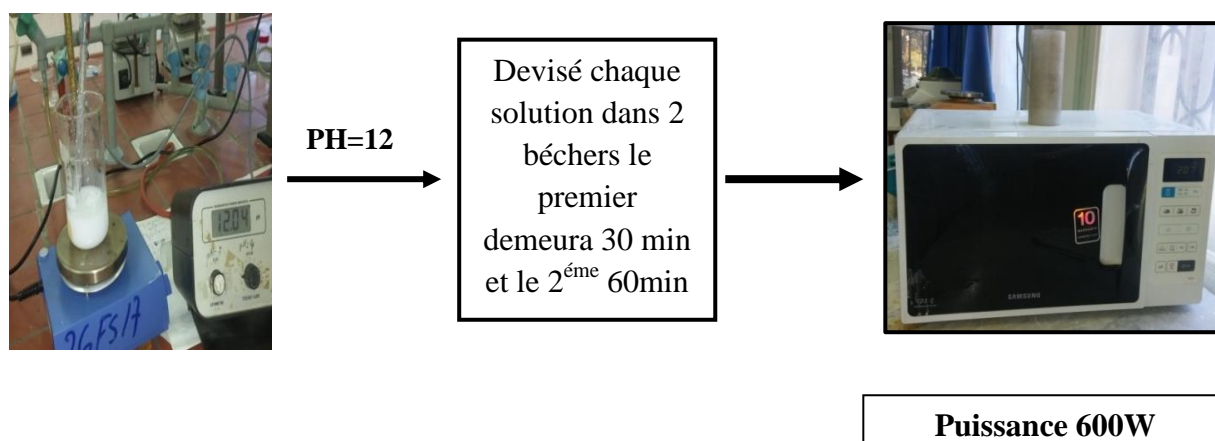 PH=12
Devisé chaque
solution dans 2
béchers le
premier
demeura 30 min
et le 2éme 60min
12.04
26FS17
10
SAMSUNG
Puissance 600W